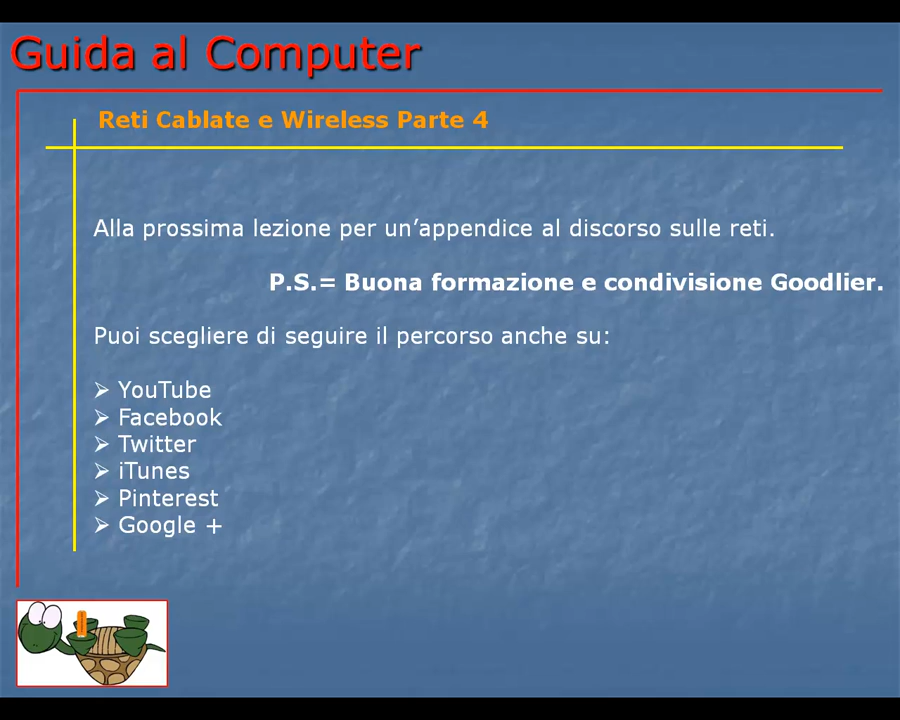 Guida al Computer
Reti Cablate e Wireless Parte 4
Alla prossima lezione per un’appendice al discorso sulle reti.
P.S.= Buona formazione e condivisione Goodlier.
Puoi scegliere di seguire il percorso anche su:
➢ YouTube
➢ Facebook
➢ Twitter
➢ iTunes
➢ Pinterest
➢ Google +